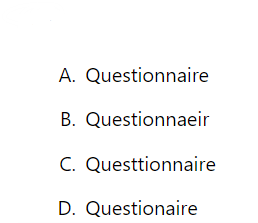 A. Questionnaire
B. Questionnaeir
C. Questtionnaire
D. Questionaire